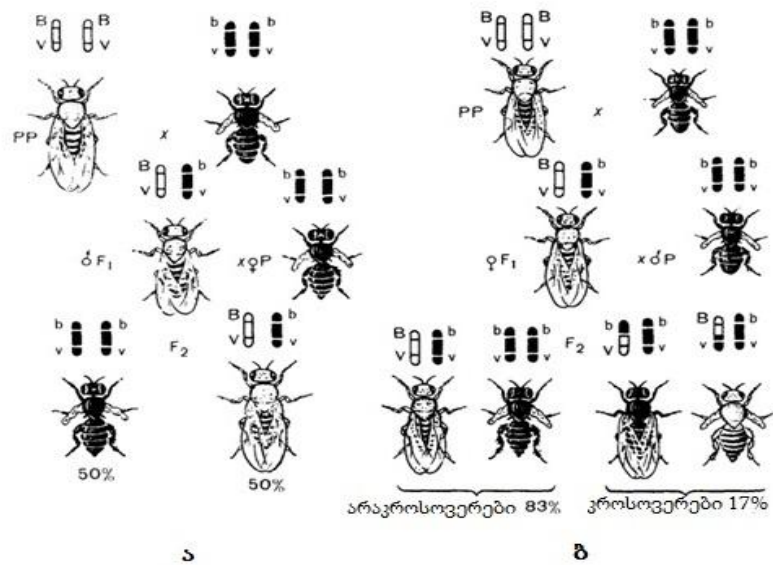 B B b b
V V v v
PP x
B b b b
V v v v
♂F₁ x♀P
b b B b
v v V v
F₂
50% 50%
ა
B B b b
V V v v
PP x
B b b b
V v v v
♀F₁ x♂P
B b b b F₂ b b B b
V v v v V v v v
არაკროსოვერები 83% კროსოვერები 17%
ბ